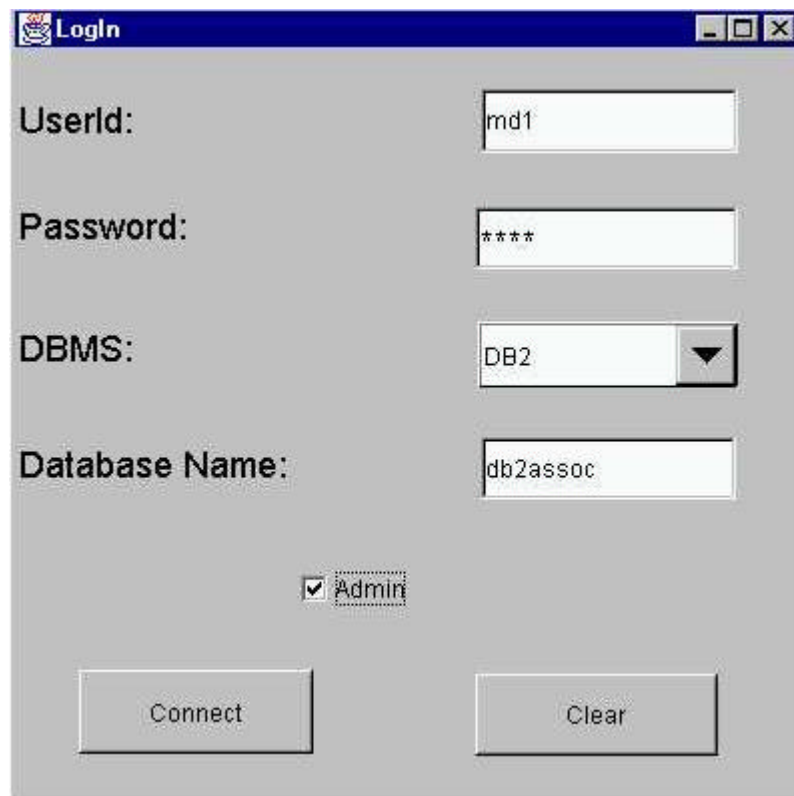 LogIn
UserId: md1
Password: ****
DBMS: DB2
Database Name: db2assoc
Admin
Connect Clear